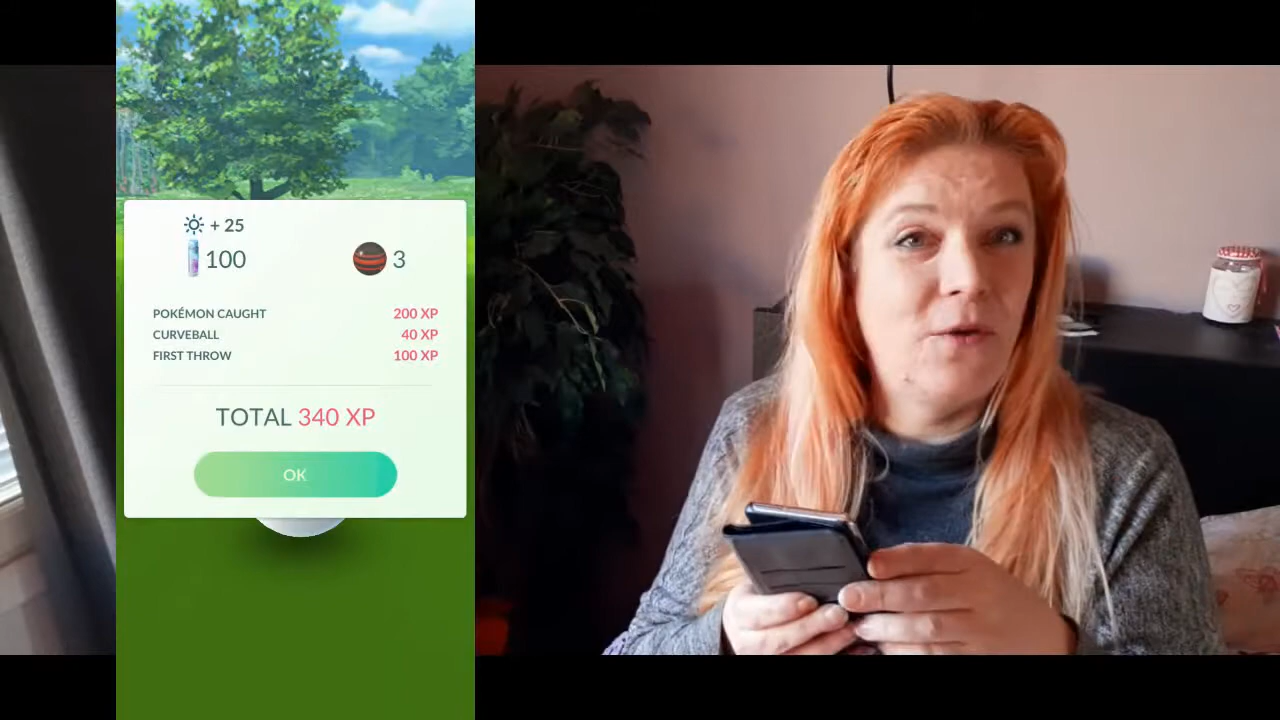 + 25
100
3
POKÉMON CAUGHT 200 XP
CURVEBALL 40 XP
FIRST THROW 100 XP
TOTAL 340 XP
OK